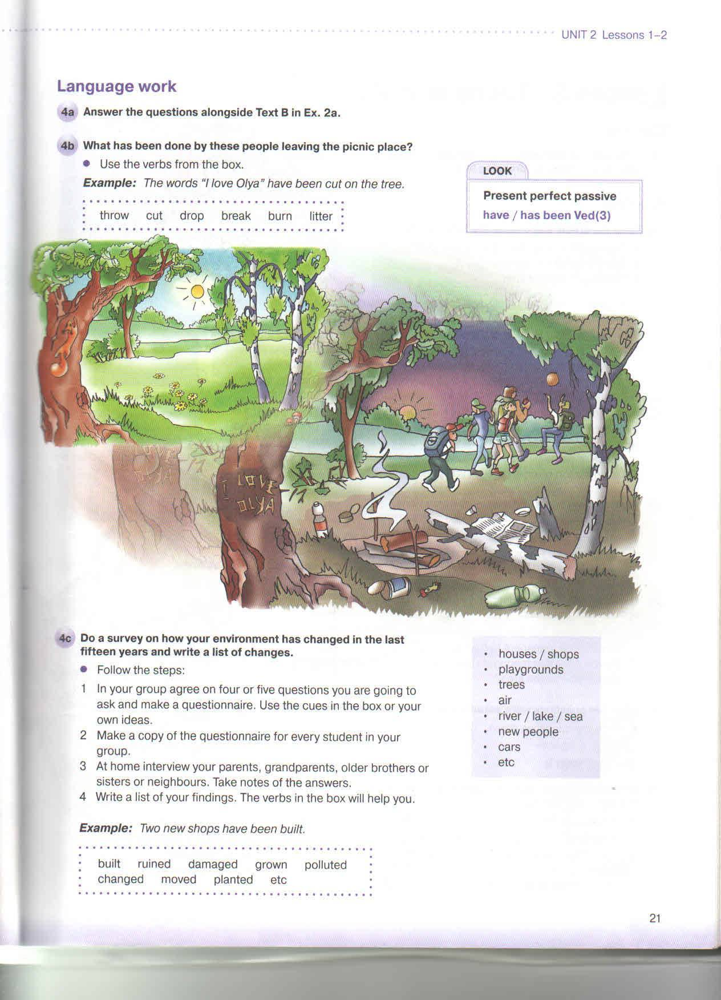 UNIT 2 Lessons 1–2
Language work
4a Answer the questions alongside Text B in Ex. 2a.
4b What has been done by these people leaving the picnic place?
• Use the verbs from the box.
Example: The words “I love Olya” have been cut on the tree.
throw cut drop break burn litter
LOOK
Present perfect passive
have / has been Ved(3)
I LOVE
OLYA
4c Do a survey on how your environment has changed in the last
fifteen years and write a list of changes.
• Follow the steps:
1 In your group agree on four or five questions you are going to
ask and make a questionnaire. Use the cues in the box or your
own ideas.
2 Make a copy of the questionnaire for every student in your
group.
3 At home interview your parents, grandparents, older brothers or
sisters or neighbours. Take notes of the answers.
4 Write a list of your findings. The verbs in the box will help you.
Example: Two new shops have been built.
built ruined damaged grown polluted
changed moved planted etc
• houses / shops
• playgrounds
• trees
• air
• river / lake / sea
• new people
• cars
• etc
21